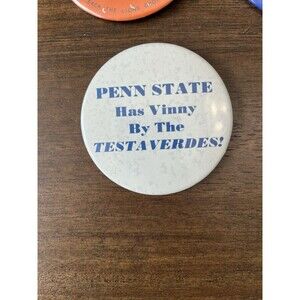 PENN STATE
Has Vinny
By The
TESTAVERDES!